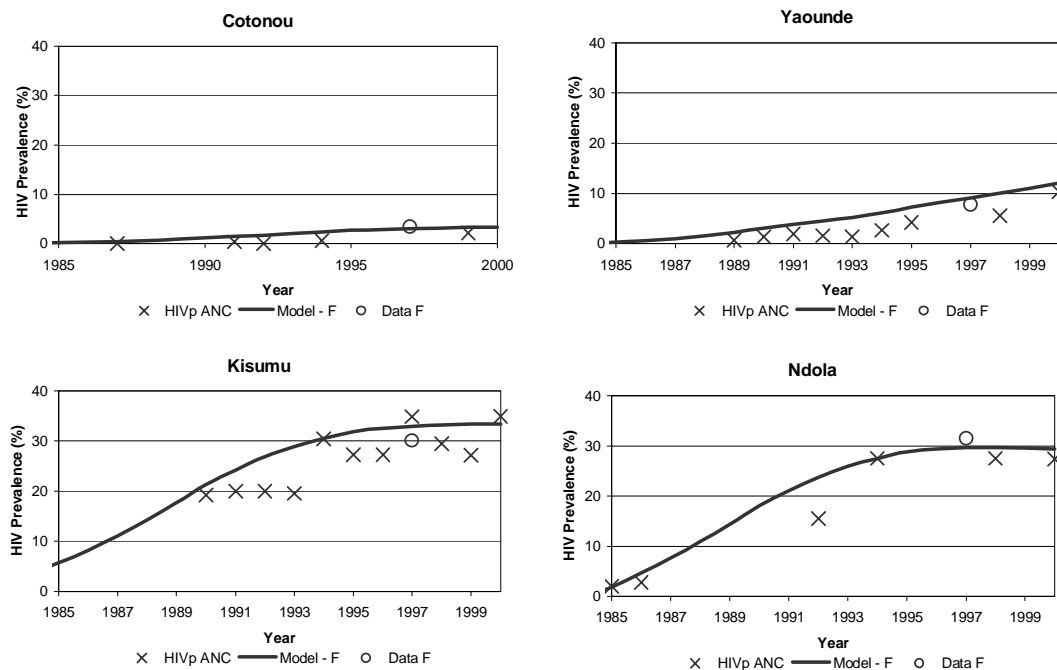 Cotonou
40
30
20
10
0
HIV Prevalence (%)
1985 1990 1995 2000
Year
HIVp ANC Model - F Data F
Yaounde
40
30
20
10
0
HIV Prevalence (%)
1985 1987 1989 1991 1993 1995 1997 1999
Year
HIVp ANC Model - F Data F
Kisumu
40
30
20
10
0
HIV Prevalence (%)
1985 1987 1989 1991 1993 1995 1997 1999
Year
HIVp ANC Model - F Data F
Ndola
40
30
20
10
0
HIV Prevalence (%)
1985 1987 1989 1991 1993 1995 1997 1999
Year
HIVp ANC Model - F Data F